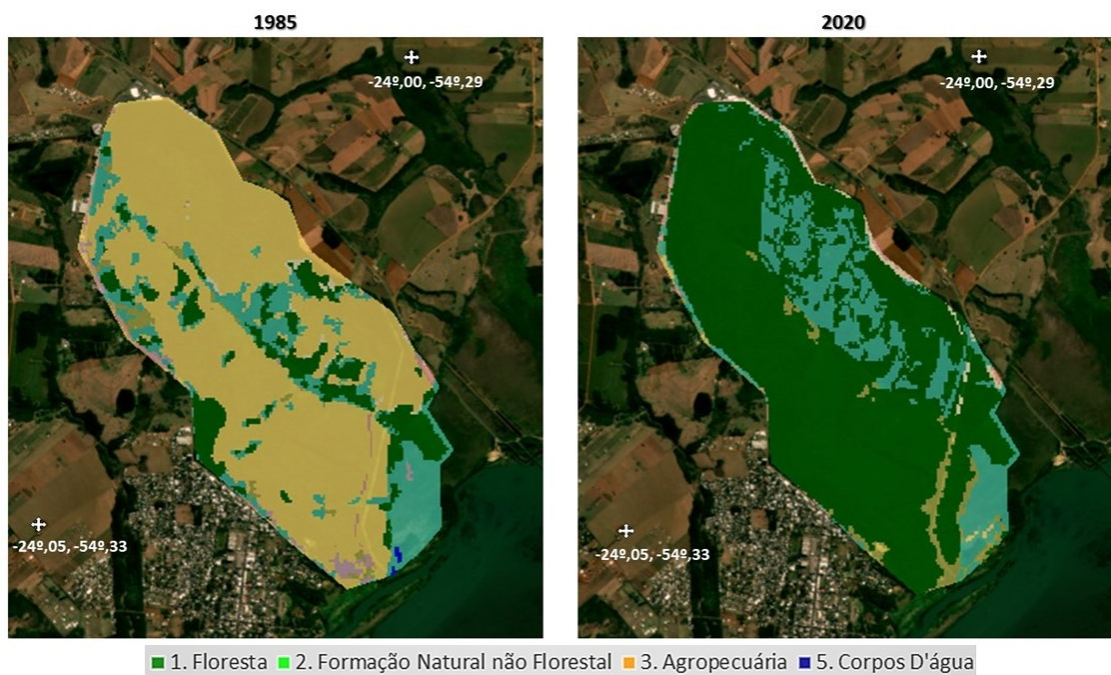 1985
2020
-24º,00, -54º,29
-24º,00, -54º,29
-24º,05, -54º,33
-24º,05, -54º,33
1. Floresta 2. Formação Natural não Florestal 3. Agropecuária 5. Corpos D'água